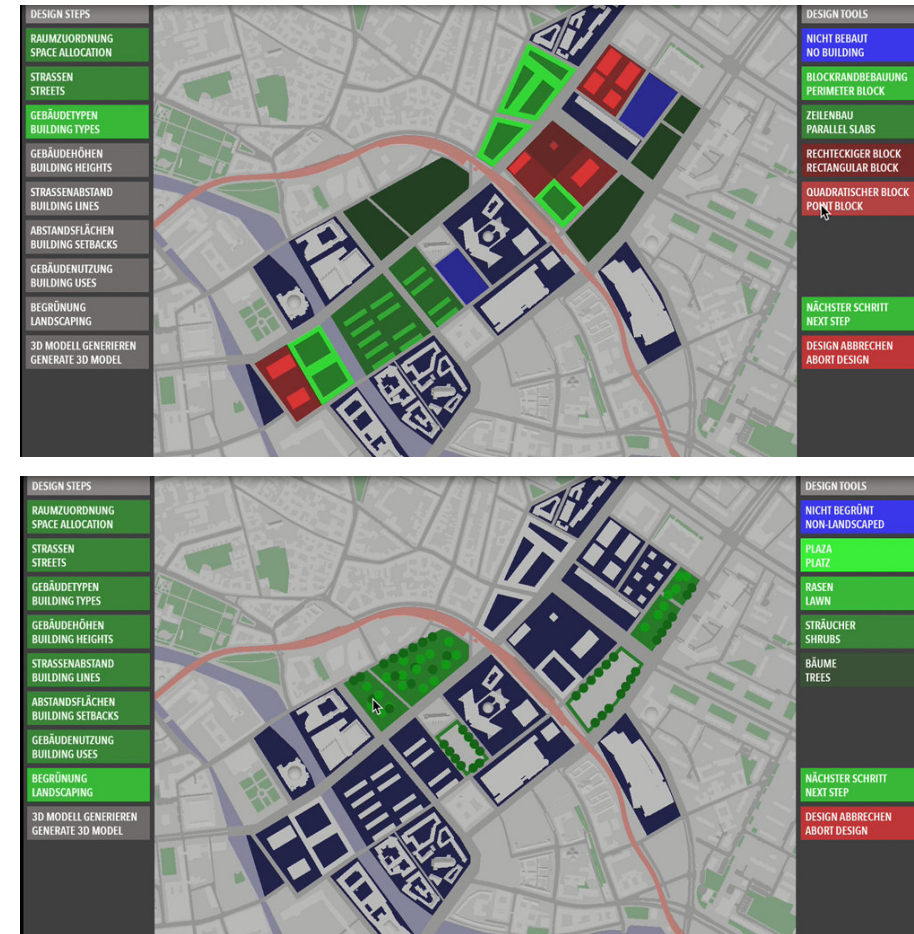 DESIGN STEPS
RAUMZUORDNUNG
SPACE ALLOCATION
STRASSEN
STREETS
GEBÄUDETYPEN
BUILDING TYPES
GEBÄUDEHÖHEN
BUILDING HEIGHTS
STRASSENABSTAND
BUILDING LINES
ABSTANDSFLÄCHEN
BUILDING SETBACKS
GEBÄUDENUTZUNG
BUILDING USES
BEGRÜNUNG
LANDSCAPING
3D MODELL GENERIEREN
GENERATE 3D MODEL
DESIGN TOOLS
NICHT BEBAUT
NO BUILDING
BLOCKRANDBEBAUUNG
PERIMETER BLOCK
ZEILENBAU
PARALLEL SLABS
RECHTECKIGER BLOCK
RECTANGULAR BLOCK
QUADRATISCHER BLOCK
POINT BLOCK
NÄCHSTER SCHRITT
NEXT STEP
DESIGN ABBRECHEN
ABORT DESIGN
DESIGN STEPS
RAUMZUORDNUNG
SPACE ALLOCATION
STRASSEN
STREETS
GEBÄUDETYPEN
BUILDING TYPES
GEBÄUDEHÖHEN
BUILDING HEIGHTS
STRASSENABSTAND
BUILDING LINES
ABSTANDSFLÄCHEN
BUILDING SETBACKS
GEBÄUDENUTZUNG
BUILDING USES
BEGRÜNUNG
LANDSCAPING
3D MODELL GENERIEREN
GENERATE 3D MODEL
DESIGN TOOLS
NICHT BEGRÜNT
NON-LANDSCAPED
PLAZA
PLATZ
RASEN
LAWN
STRÄUCHER
SHRUBS
BÄUME
TREES
NÄCHSTER SCHRITT
NEXT STEP
DESIGN ABBRECHEN
ABORT DESIGN